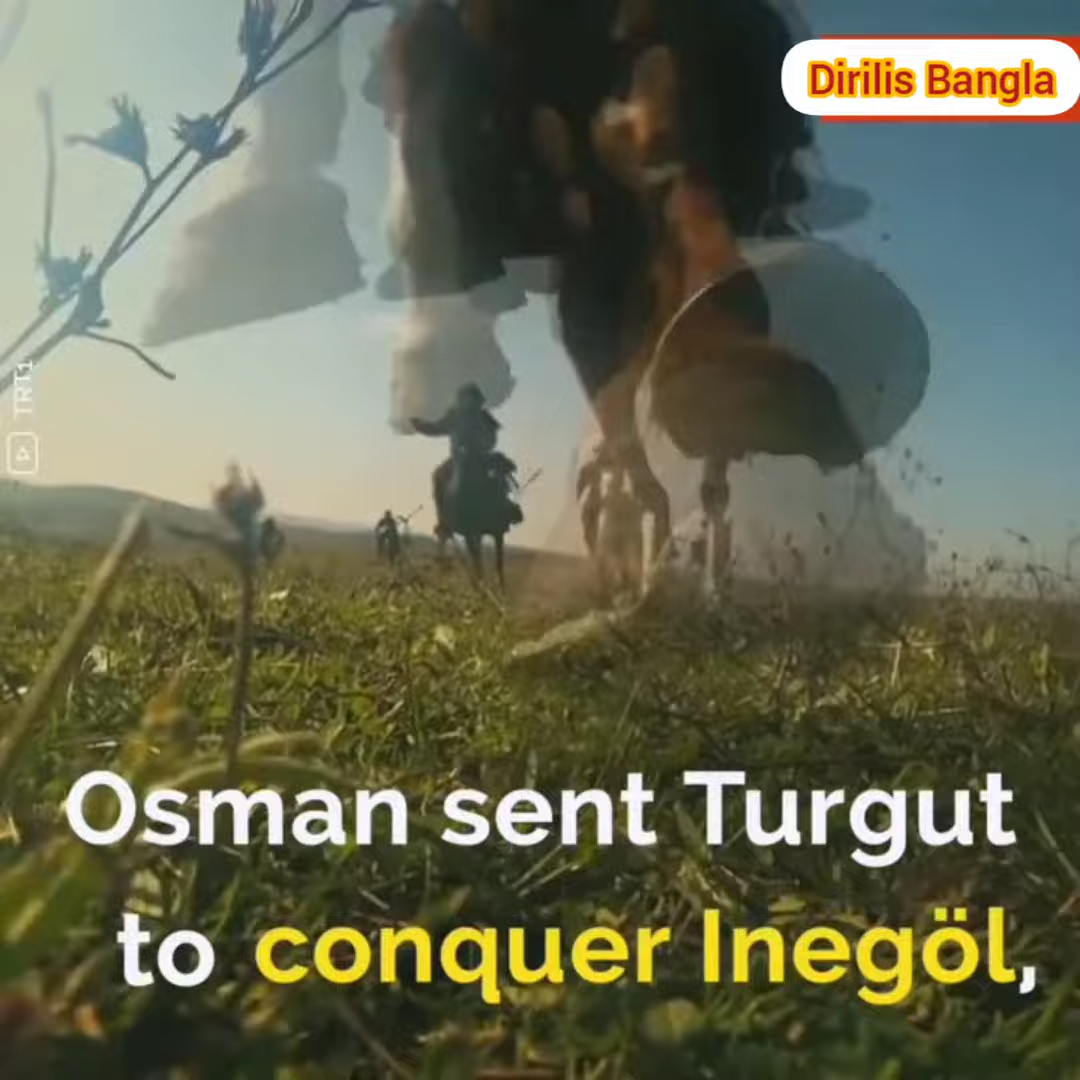 Dirilis Bangla
TRT1
Osman sent Turgut
to conquer Inegöl,